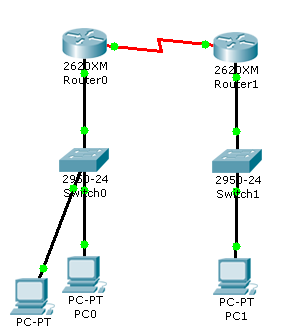 2620XM
Router0
2620XM
Router1
2950-24
Switch0
2950-24
Switch1
PC-PT
PC0
PC-PT
PC1
PC-PT